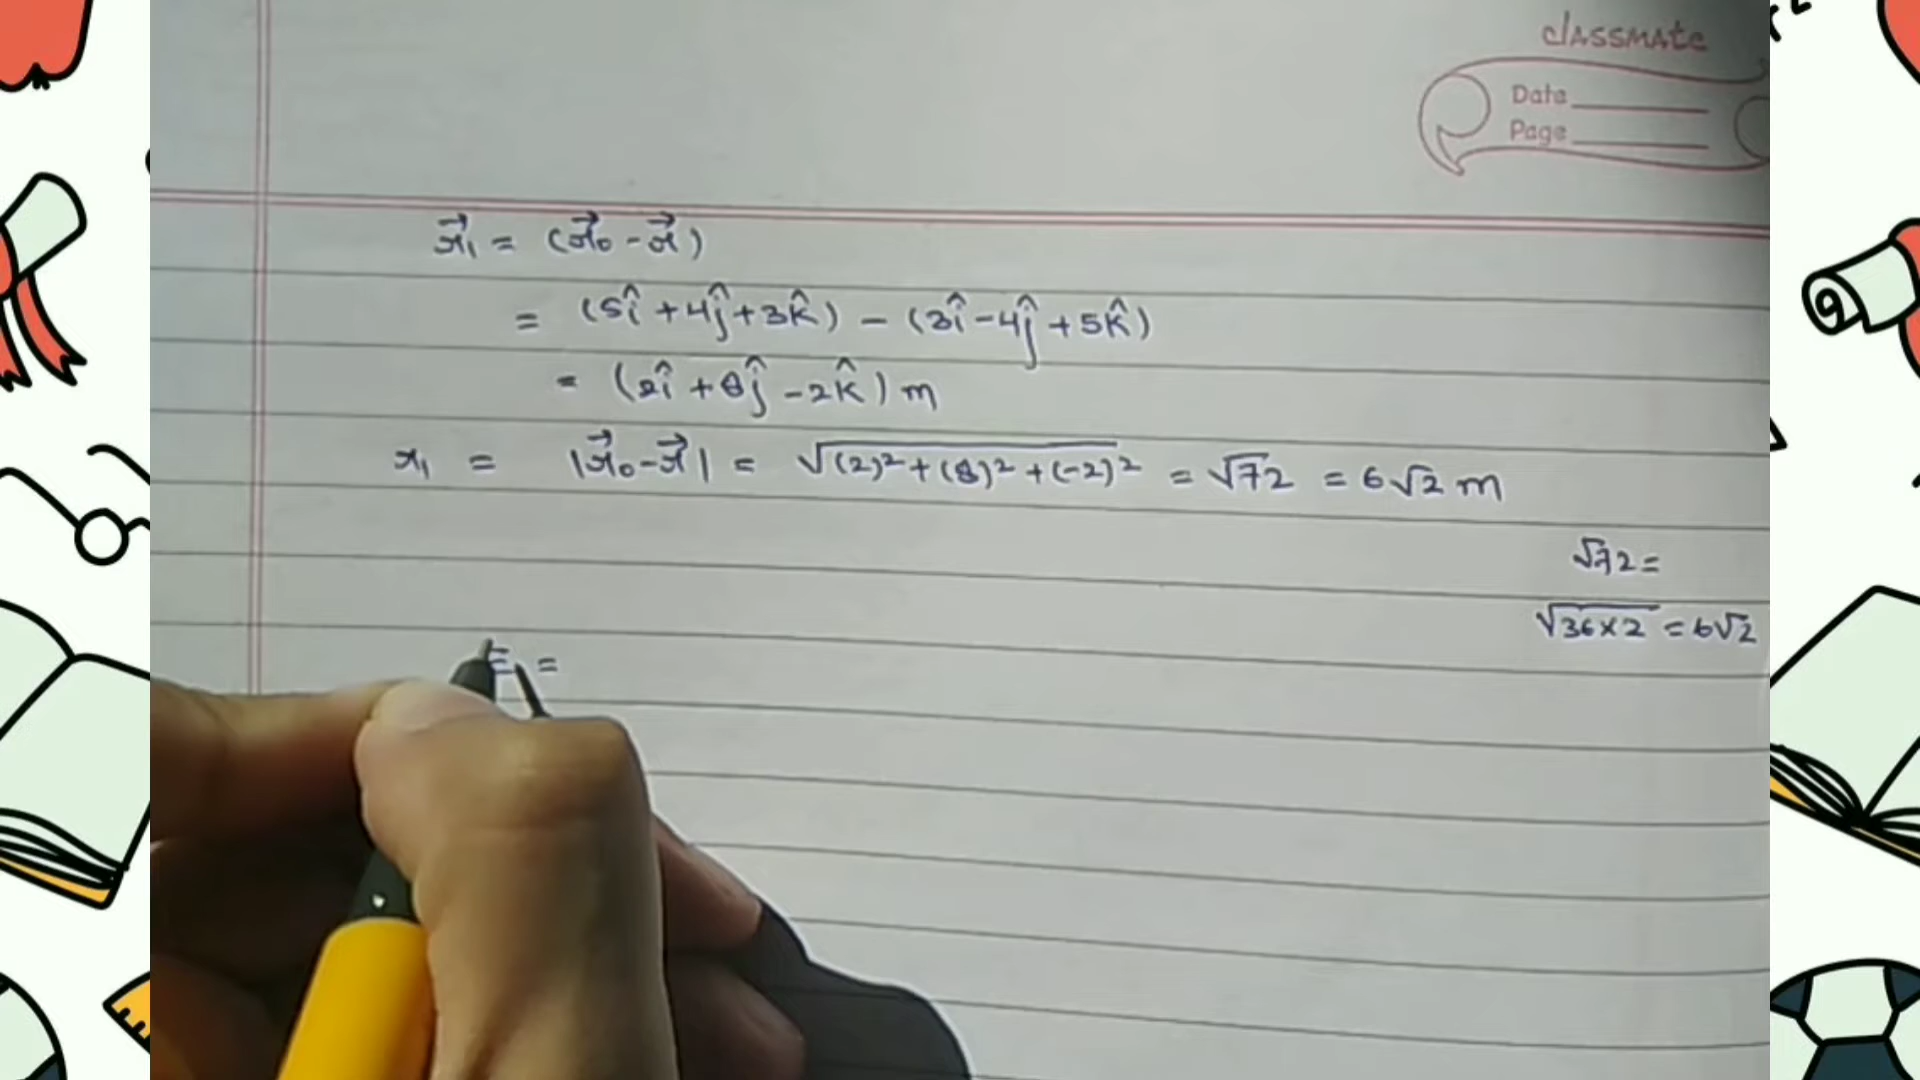 classmate
Date
Page
r⃗₁ = (r⃗₀ - r⃗)
= (5î + 4ĵ + 3k̂) - (3î - 4ĵ + 5k̂)
= (2î + 8ĵ - 2k̂) m
r₁ = |r⃗₀ - r⃗| = √(2)² + (8)² + (-2)² = √72 = 6√2 m
√72 =
√36×2 = 6√2
E =